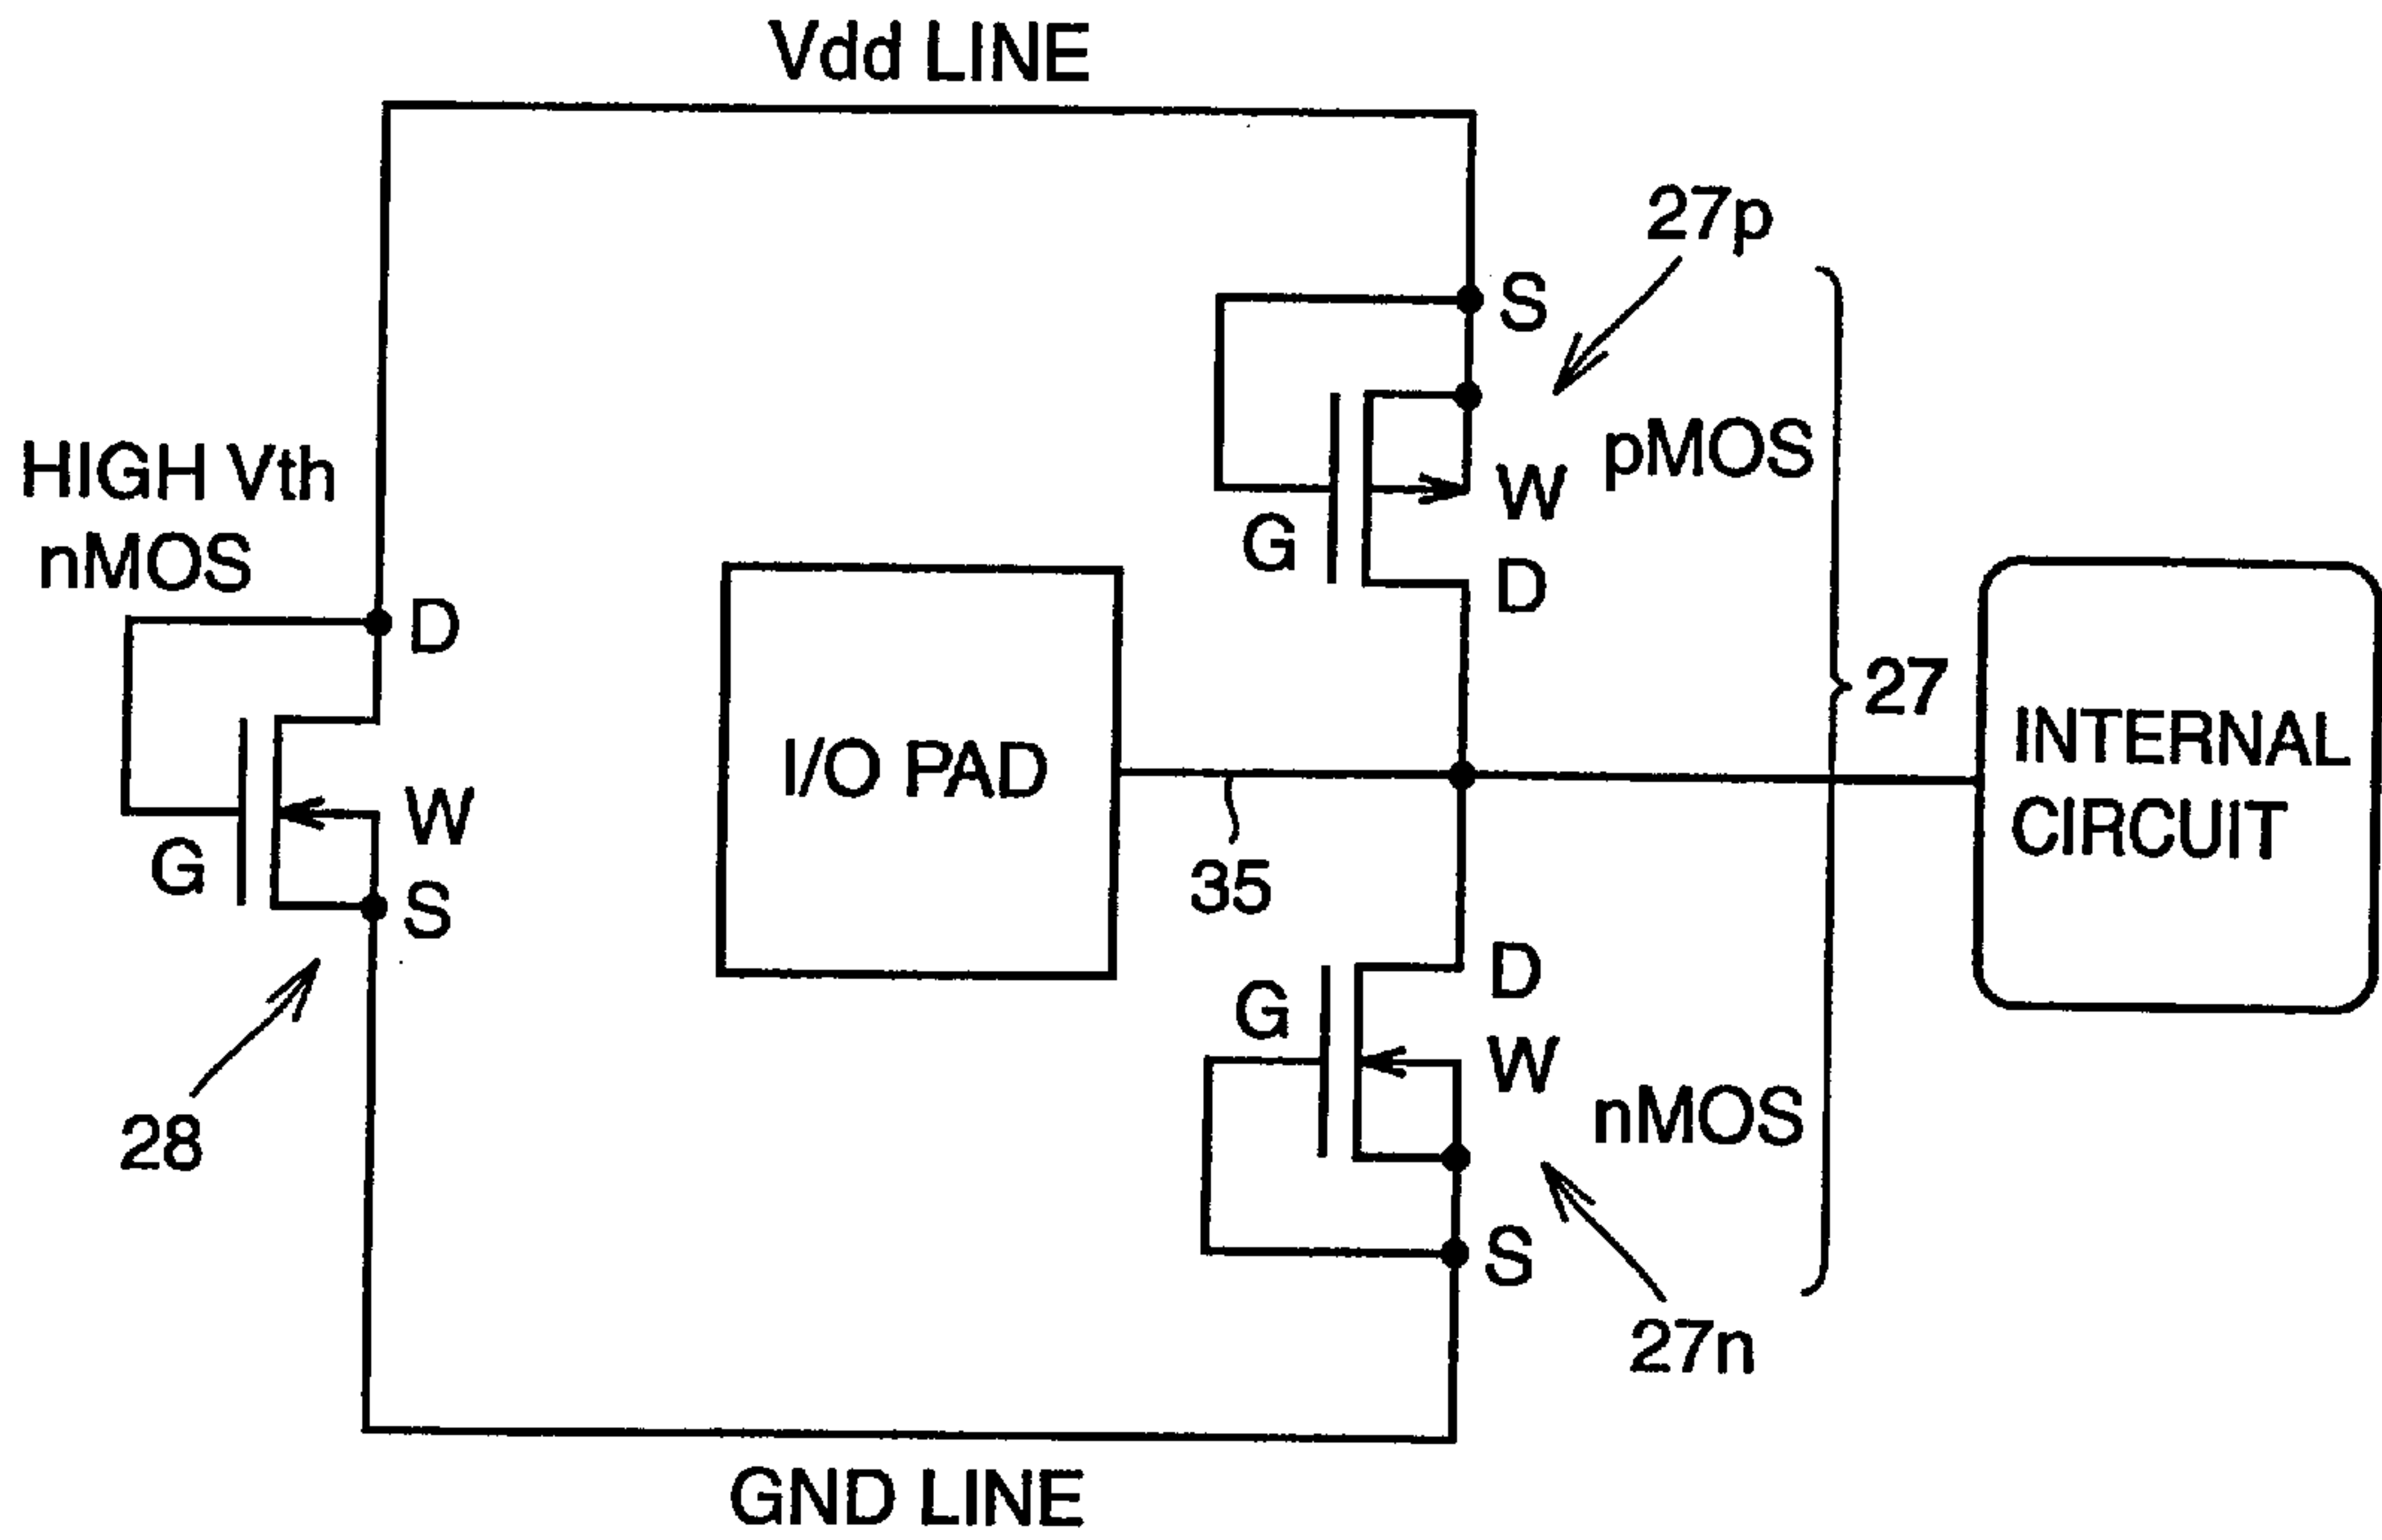 Vdd LINE
27p
S
HIGH Vth
nMOS
pMOS
W
G
D
D
27
I/O PAD
INTERNAL
CIRCUIT
W
G
S
35
D
G
W
nMOS
28
S
27n
GND LINE